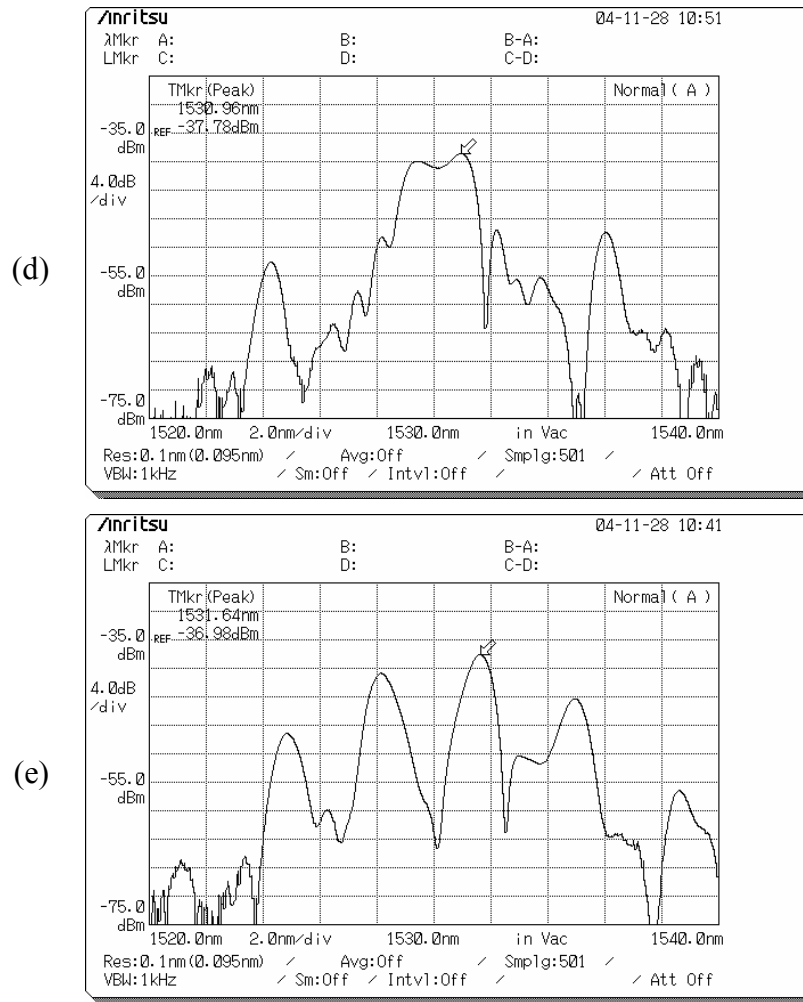 (d)
Anritsu 04-11-28 10:51
λMkr A: B: B-A:
LMkr C: D: C-D:
TMkr(Peak) Normal( A )
1530.96nm
-35.0 REF -37.78dBm
dBm
4.0dB
/div
-55.0
dBm
-75.0
dBm
1520.0nm 2.0nm/div 1530.0nm in Vac 1540.0nm
Res:0.1nm(0.095nm) / Avg:Off / Smplg:501 /
VBW:1kHz / Sm:Off / Intvl:Off / / Att Off
(e)
Anritsu 04-11-28 10:41
λMkr A: B: B-A:
LMkr C: D: C-D:
TMkr(Peak) Normal( A )
1531.64nm
-35.0 REF -36.98dBm
dBm
4.0dB
/div
-55.0
dBm
-75.0
dBm
1520.0nm 2.0nm/div 1530.0nm in Vac 1540.0nm
Res:0.1nm(0.095nm) / Avg:Off / Smplg:501 /
VBW:1kHz / Sm:Off / Intvl:Off / / Att Off